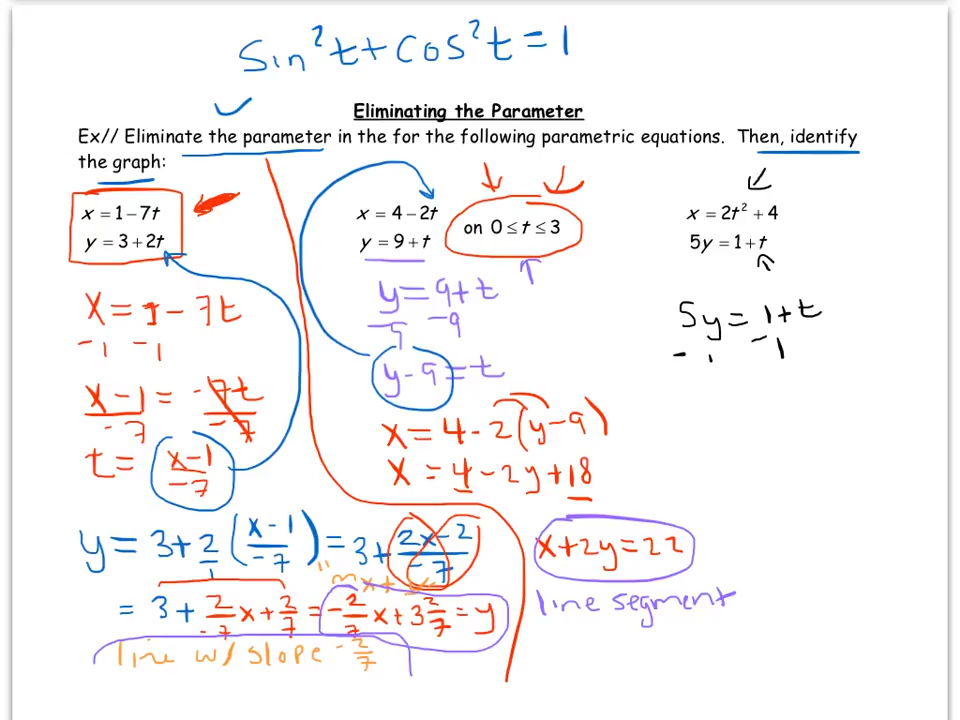 sin²t+cos²t=1
Eliminating the Parameter
Ex// Eliminate the parameter in the for the following parametric equations. Then, identify
the graph:
x = 1 – 7t
y = 3 + 2t
x = 1 - 7t
-1 -1
x-1 = -7t
-7 -7
t = x-1
-7
x = 4 – 2t
y = 9 + t
on 0 ≤ t ≤ 3
y = 9+t
-9 -9
y-9 = t
x = 4-2(y-9)
x = 4-2y+18
x+2y=22
line segment
y = 3+2/1(x-1/-7) = 3+2x-2/-7
"mx+
= 3+2/-7x+2/7 = -2/7x+3 2/7 = y
line w/ slope -2/7
x = 2t² + 4
5y = 1 + t
5y = 1+t
-1 -1